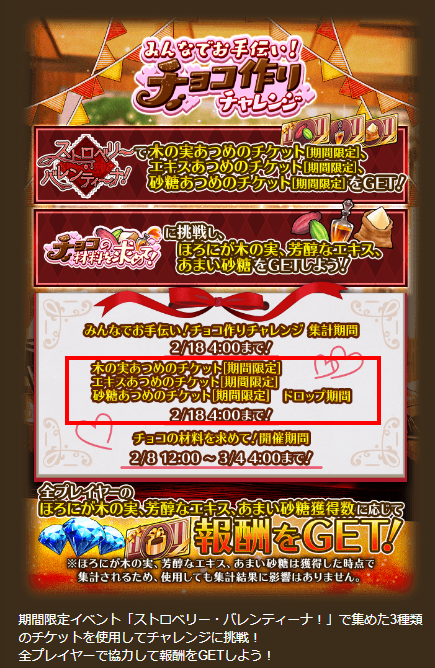 みんなでお手伝い!
チョコ作り
チャレンジ
ストロベリー・
バレンティーナ!
で木の実あつめのチケット[期間限定]、
エキスあつめのチケット[期間限定]、
砂糖あつめのチケット[期間限定]をGET!
チョコの
材料を求めて!
に挑戦し、
ほろにが木の実、芳醇なエキス、
あまい砂糖をGETしよう!
みんなでお手伝い!チョコ作りチャレンジ 集計期間
2/18 4:00まで!
木の実あつめのチケット[期間限定]
エキスあつめのチケット[期間限定]
砂糖あつめのチケット[期間限定] ドロップ期間
2/18 4:00まで!
チョコの材料を求めて!開催期間
2/8 12:00 ~ 3/4 4:00まで!
全プレイヤーの
ほろにが木の実、芳醇なエキス、あまい砂糖獲得数に応じて
報酬をGET!
※ほろにが木の実、芳醇なエキス、あまい砂糖は獲得した時点で
集計されるため、使用しても集計結果に影響はありません。
期間限定イベント「ストロベリー・バレンティーナ!」で集めた3種類
のチケットを使用してチャレンジに挑戦!
全プレイヤーで協力して報酬をGETしよう!